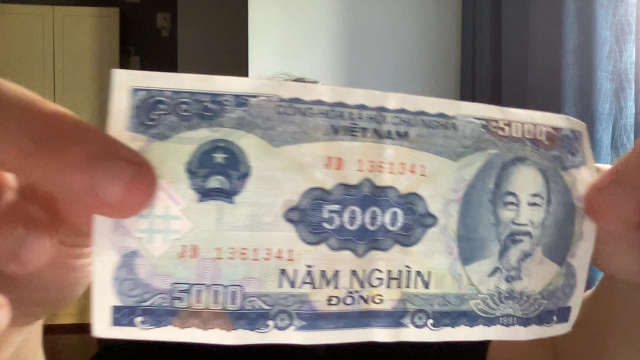 CỘNG HÒA XÃ HỘI CHỦ NGHĨA
VIỆT NAM
5000
JD 1361341
5000
JD 1361341
NĂM NGHÌN
ĐỒNG
5000
1991